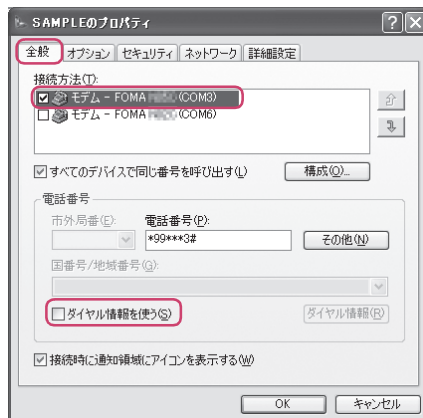 SAMPLEのプロパティ
全般 オプション セキュリティ ネットワーク 詳細設定
接続方法(T):
モデム - FOMA (COM3)
モデム - FOMA (COM6)
すべてのデバイスで同じ番号を呼び出す(L) 構成(O)...
電話番号
市外局番(E): 電話番号(P):
*99***3# その他(N)
国番号/地域番号(G):
ダイヤル情報を使う(S) ダイヤル情報(R)
接続時に通知領域にアイコンを表示する(W)
OK キャンセル